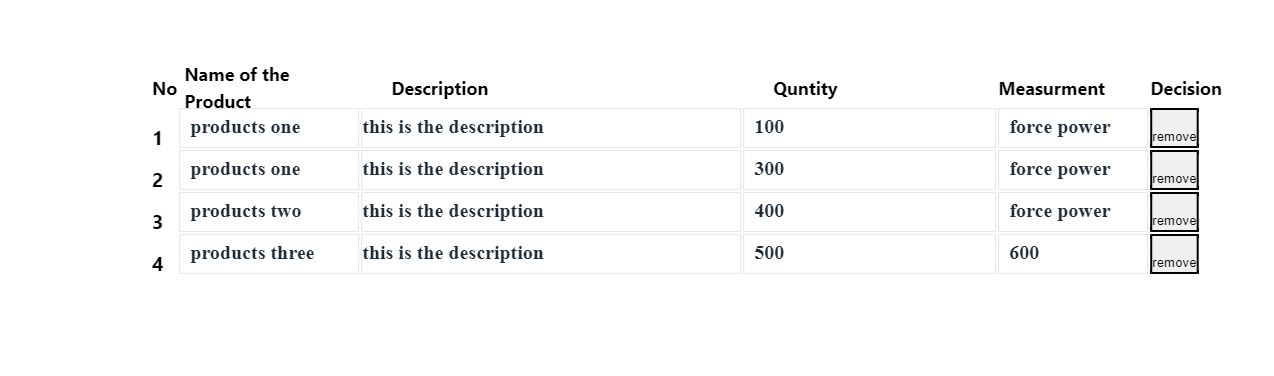 No Name of the Product Description Quntity Measurment Decision
1 products one this is the description 100 force power remove
2 products one this is the description 300 force power remove
3 products two this is the description 400 force power remove
4 products three this is the description 500 600 remove